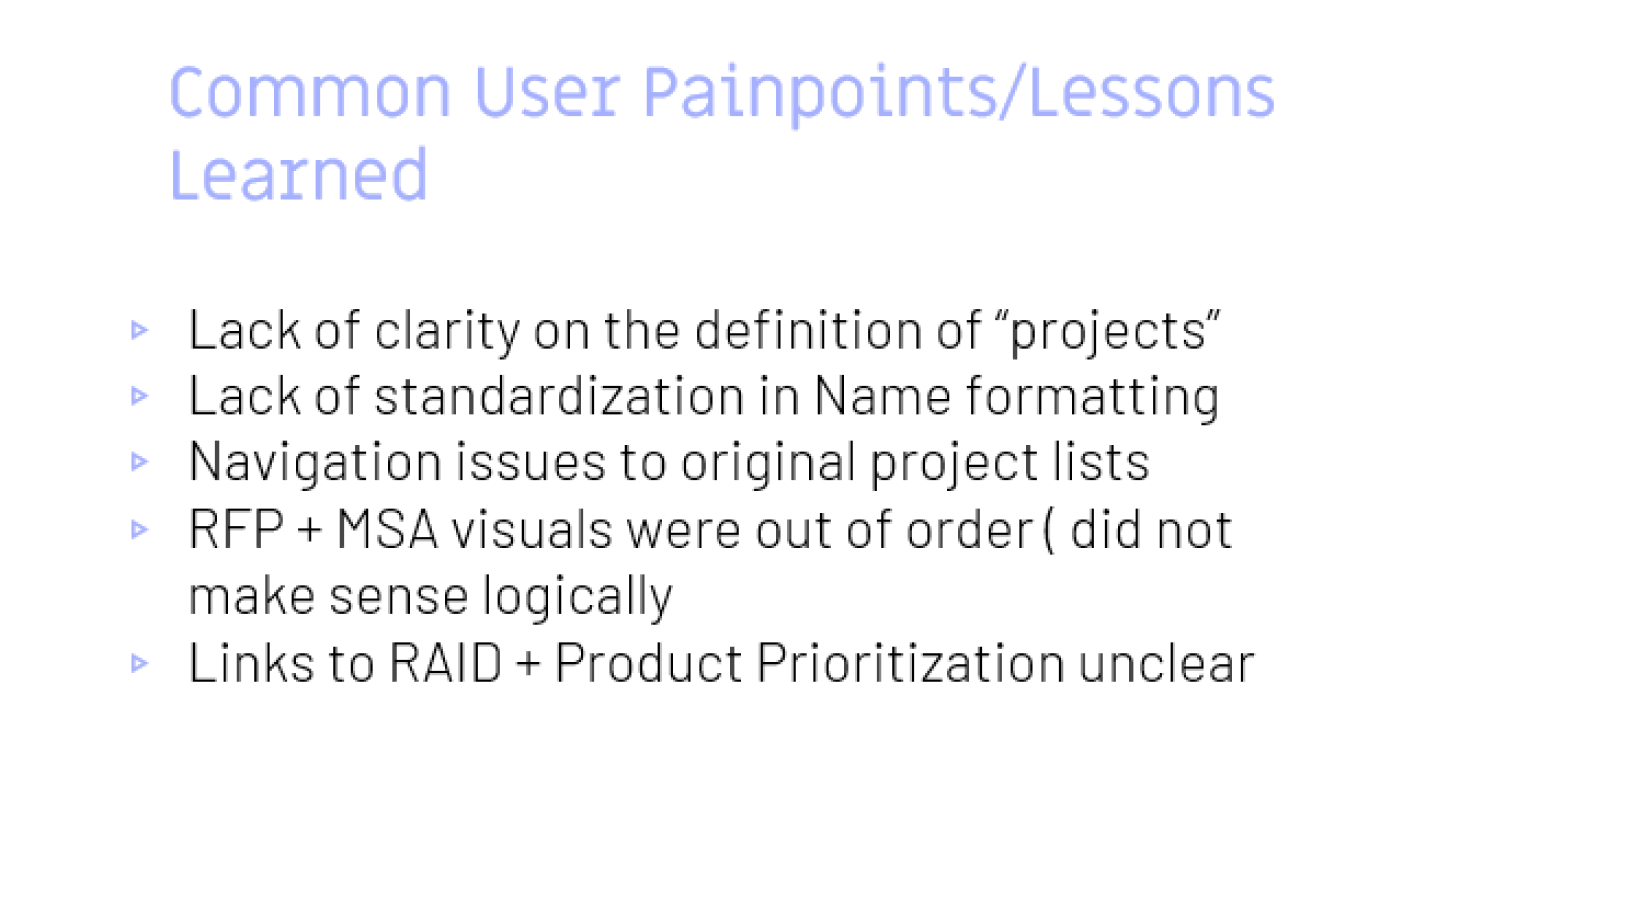 Common User Painpoints/Lessons
Learned
Lack of clarity on the definition of “projects”
Lack of standardization in Name formatting
Navigation issues to original project lists
RFP + MSA visuals were out of order ( did not
make sense logically
Links to RAID + Product Prioritization unclear